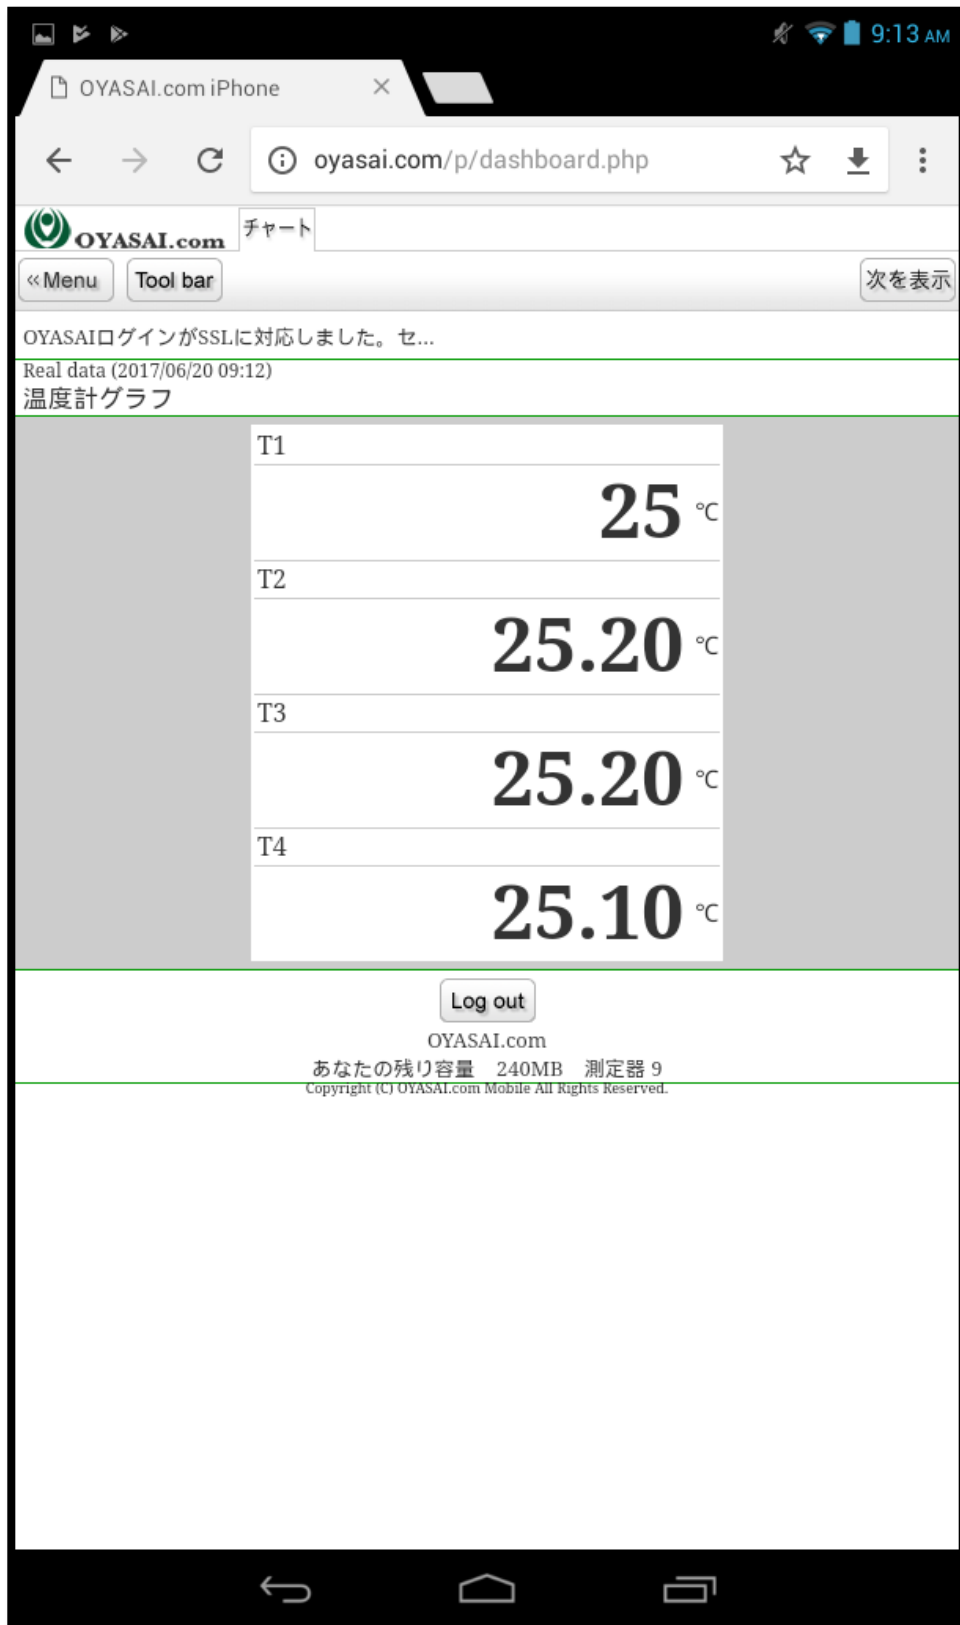 9:13 AM
OYASAI.com iPhone
oyasai.com/p/dashboard.php
OYASAI.com チャート
«Menu Tool bar 次を表示
OYASAIログインがSSLに対応しました。セ...
Real data (2017/06/20 09:12)
温度計グラフ
T1
25 ℃
T2
25.20 ℃
T3
25.20 ℃
T4
25.10 ℃
Log out
OYASAI.com
あなたの残り容量　240MB　測定器 9
Copyright (C) OYASAI.com Mobile All Rights Reserved.